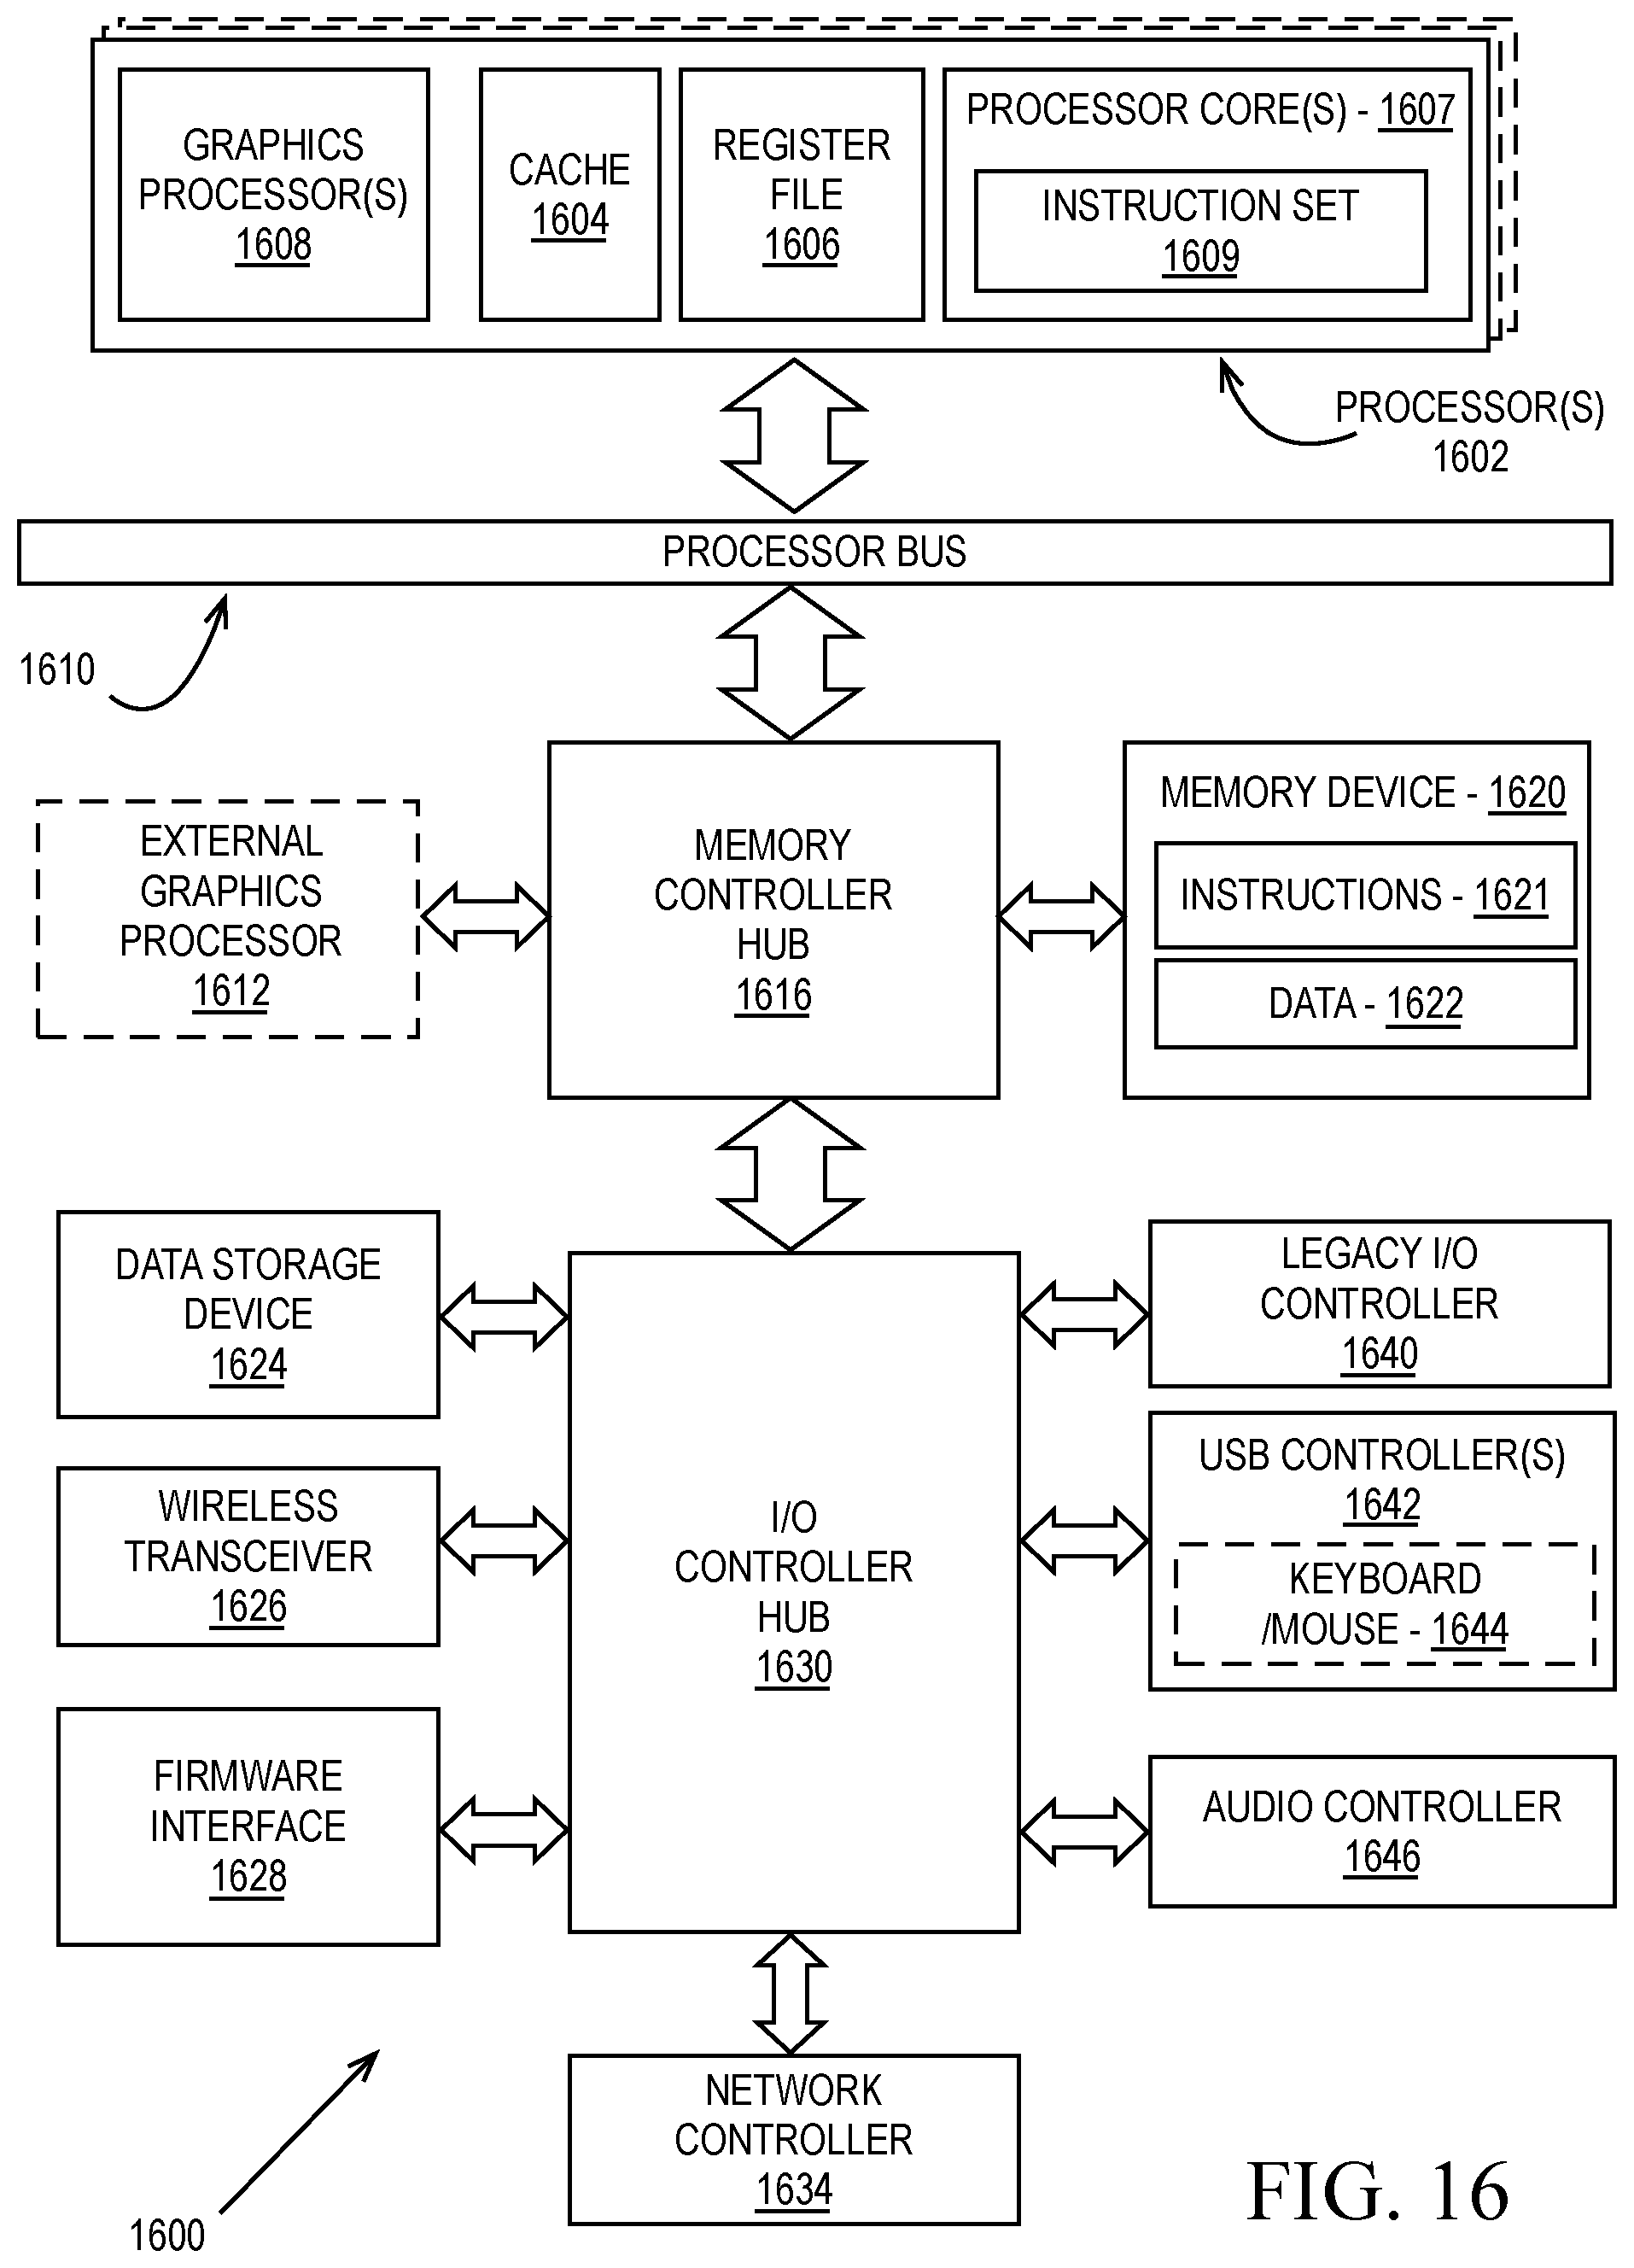 GRAPHICS
PROCESSOR(S)
1608
CACHE
1604
REGISTER
FILE
1606
PROCESSOR CORE(S) - 1607
INSTRUCTION SET
1609
PROCESSOR(S)
1602
PROCESSOR BUS
1610
EXTERNAL
GRAPHICS
PROCESSOR
1612
MEMORY
CONTROLLER
HUB
1616
MEMORY DEVICE - 1620
INSTRUCTIONS - 1621
DATA - 1622
DATA STORAGE
DEVICE
1624
WIRELESS
TRANSCEIVER
1626
FIRMWARE
INTERFACE
1628
I/O
CONTROLLER
HUB
1630
LEGACY I/O
CONTROLLER
1640
USB CONTROLLER(S)
1642
KEYBOARD
/MOUSE - 1644
AUDIO CONTROLLER
1646
NETWORK
CONTROLLER
1634
1600
FIG. 16